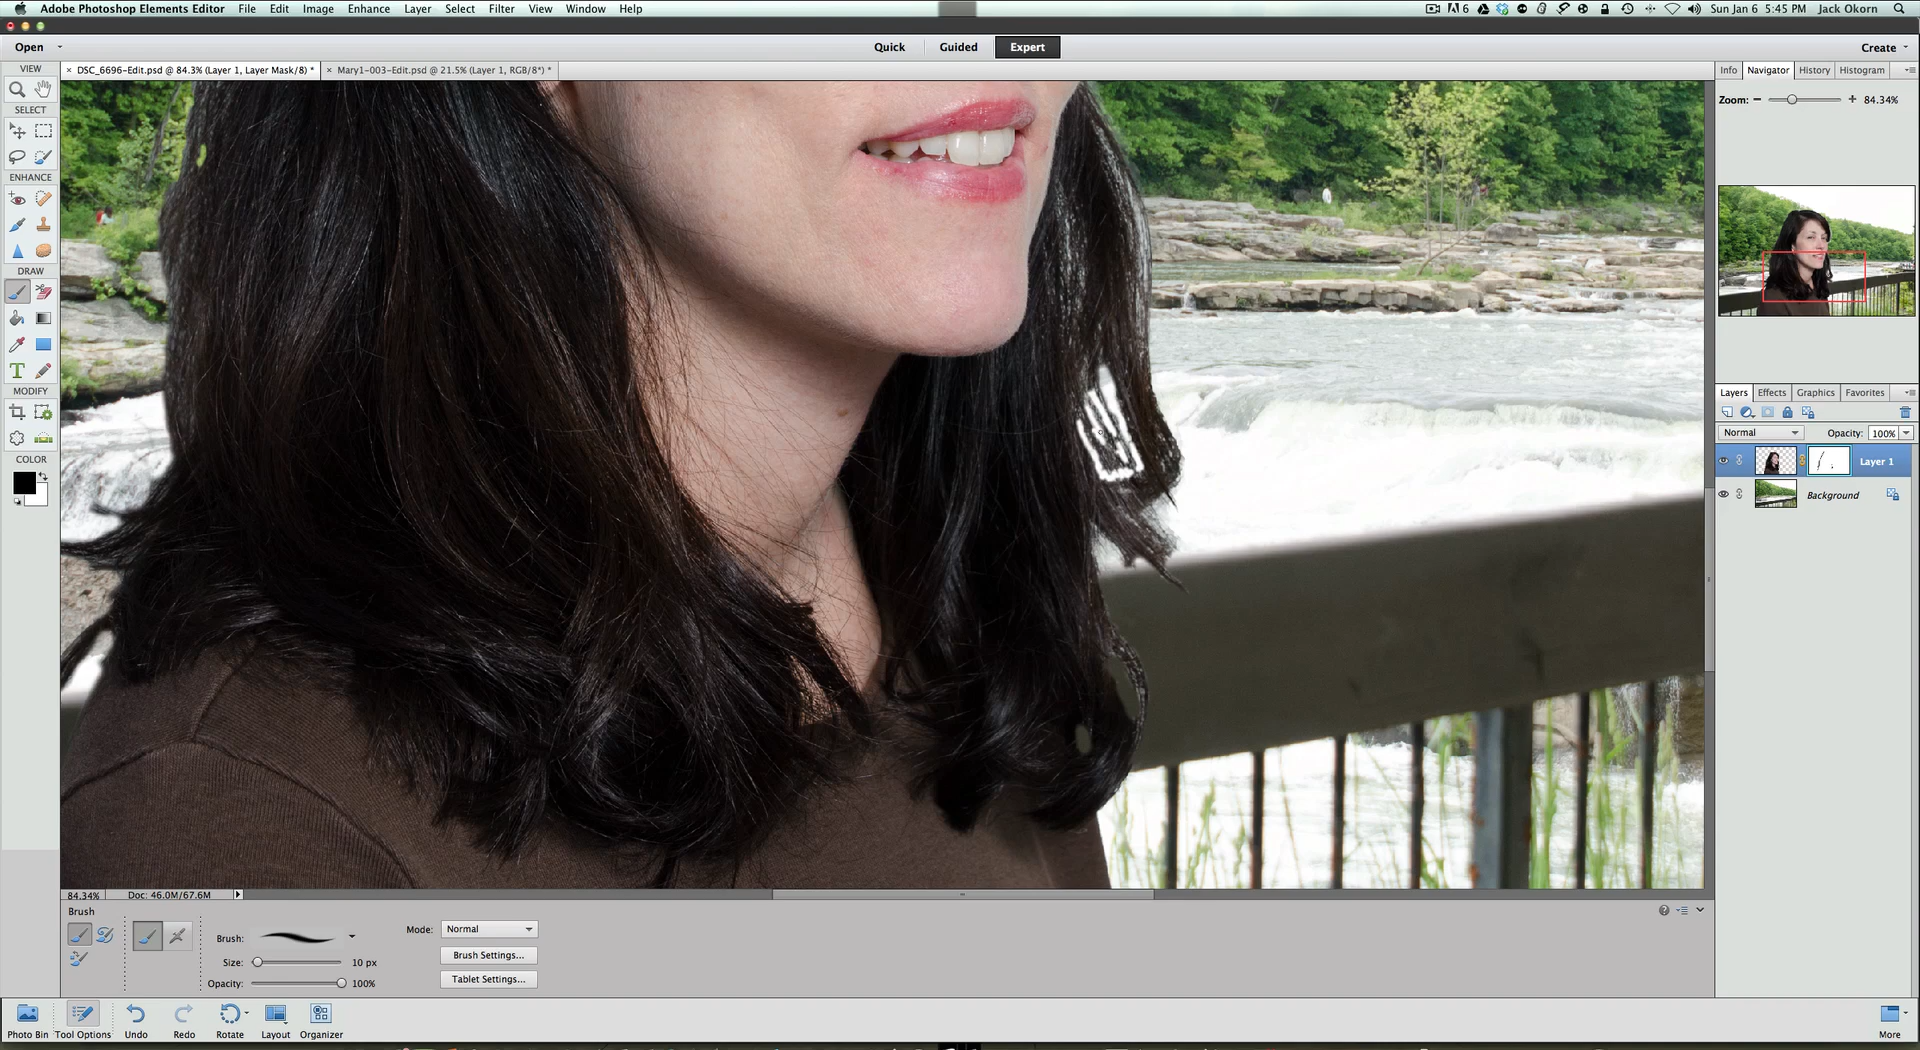 Adobe Photoshop Elements Editor File Edit Image Enhance Layer Select Filter View Window Help 6 Sun Jan 6 5:45 PM Jack Okorn
Open Quick Guided Expert Create
VIEW
× DSC_6696-Edit.psd @ 84.3% (Layer 1, Layer Mask/8) * × Mary1-003-Edit.psd @ 21.5% (Layer 1, RGB/8*) *
Info Navigator History Histogram
Zoom: 84.34%
SELECT
ENHANCE
DRAW
T
MODIFY
COLOR
Layers Effects Graphics Favorites
Normal Opacity: 100%
Layer 1
Background
84.34% Doc: 46.0M/67.6M
Brush
Brush: Mode: Normal
Brush Settings...
Size: 10 px
Tablet Settings...
Opacity: 100%
Photo Bin Tool Options Undo Redo Rotate Layout Organizer More